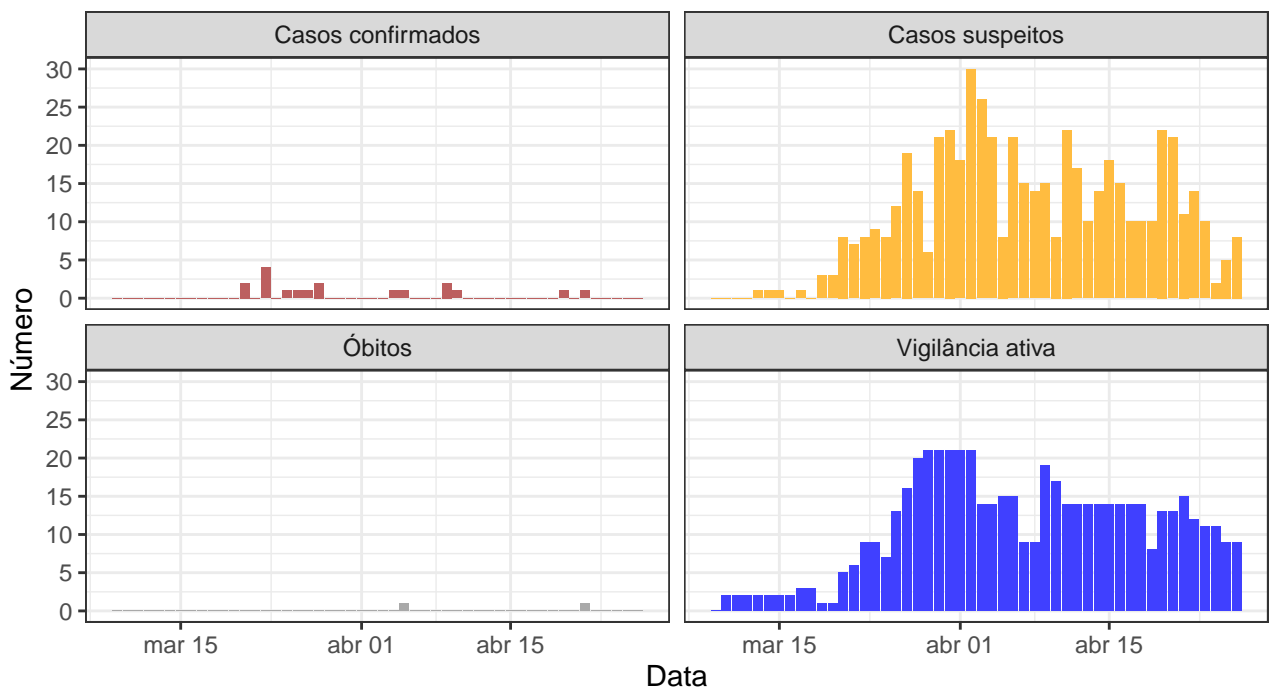 Casos confirmados
Casos suspeitos
30
25
20
15
10
5
0
Óbitos
Vigilância ativa
30
25
20
15
10
5
0
Número
mar 15 abr 01 abr 15
mar 15 abr 01 abr 15
Data